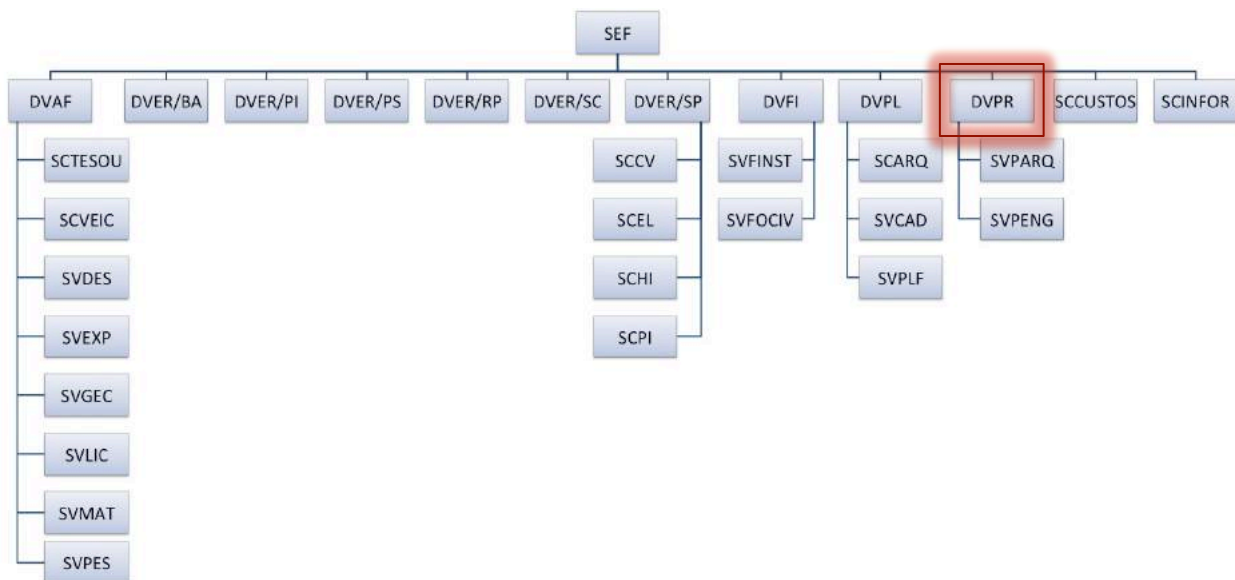 SEF
DVAF DVER/BA DVER/PI DVER/PS DVER/RP DVER/SC DVER/SP DVFI DVPL DVPR SCCUSTOS SCINFOR
SCTESOU SCCV SVFINST SCARQ SVPARQ
SCVEIC SCEL SVFOCIV SVCAD SVPENG
SVDES SCHI SVPLF
SVEXP SCPI
SVGEC
SVLIC
SVMAT
SVPES